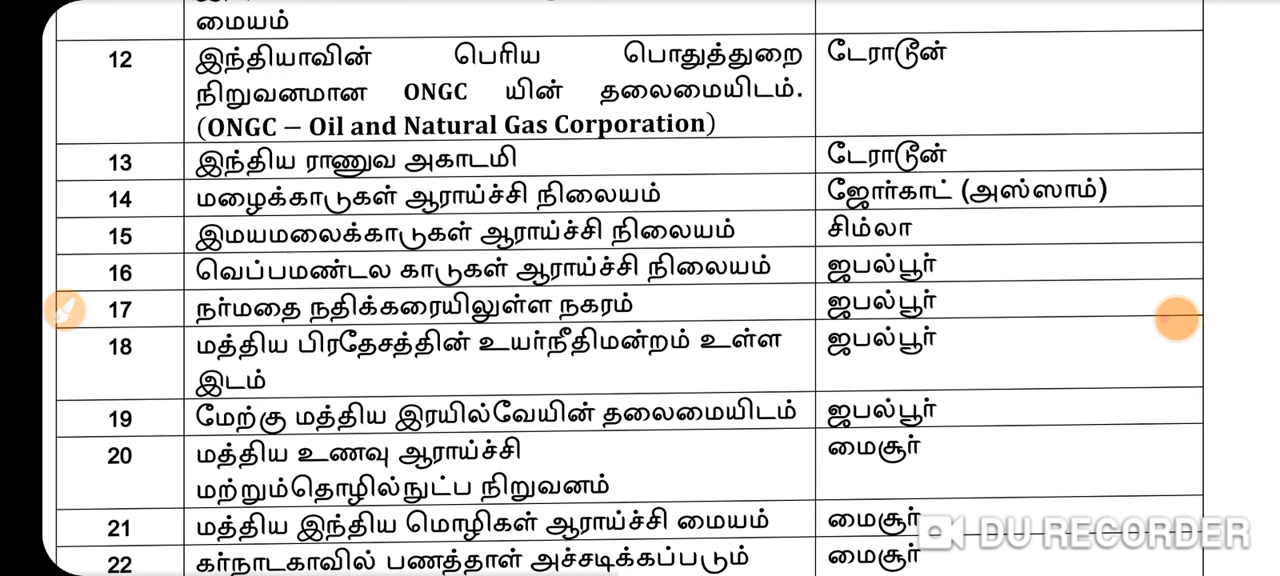 மையம்
12 இந்தியாவின் பெரிய பொதுத்துறை டேராடூன்
நிறுவனமான ONGC யின் தலைமையிடம்.
(ONGC – Oil and Natural Gas Corporation)
13 இந்திய ராணுவ அகாடமி டேராடூன்
14 மழைக்காடுகள் ஆராய்ச்சி நிலையம் ஜோர்காட் (அஸ்ஸாம்)
15 இமயமலைக்காடுகள் ஆராய்ச்சி நிலையம் சிம்லா
16 வெப்பமண்டல காடுகள் ஆராய்ச்சி நிலையம் ஜபல்பூர்
17 நர்மதை நதிக்கரையிலுள்ள நகரம் ஜபல்பூர்
18 மத்திய பிரதேசத்தின் உயர்நீதிமன்றம் உள்ள ஜபல்பூர்
இடம்
19 மேற்கு மத்திய இரயில்வேயின் தலைமையிடம் ஜபல்பூர்
20 மத்திய உணவு ஆராய்ச்சி மைசூர்
மற்றும்தொழில்நுட்ப நிறுவனம்
21 மத்திய இந்திய மொழிகள் ஆராய்ச்சி மையம் மைசூர்
DU RECORDER
22 கர்நாடகாவில் பணத்தாள் அச்சடிக்கப்படும் மைசூர்